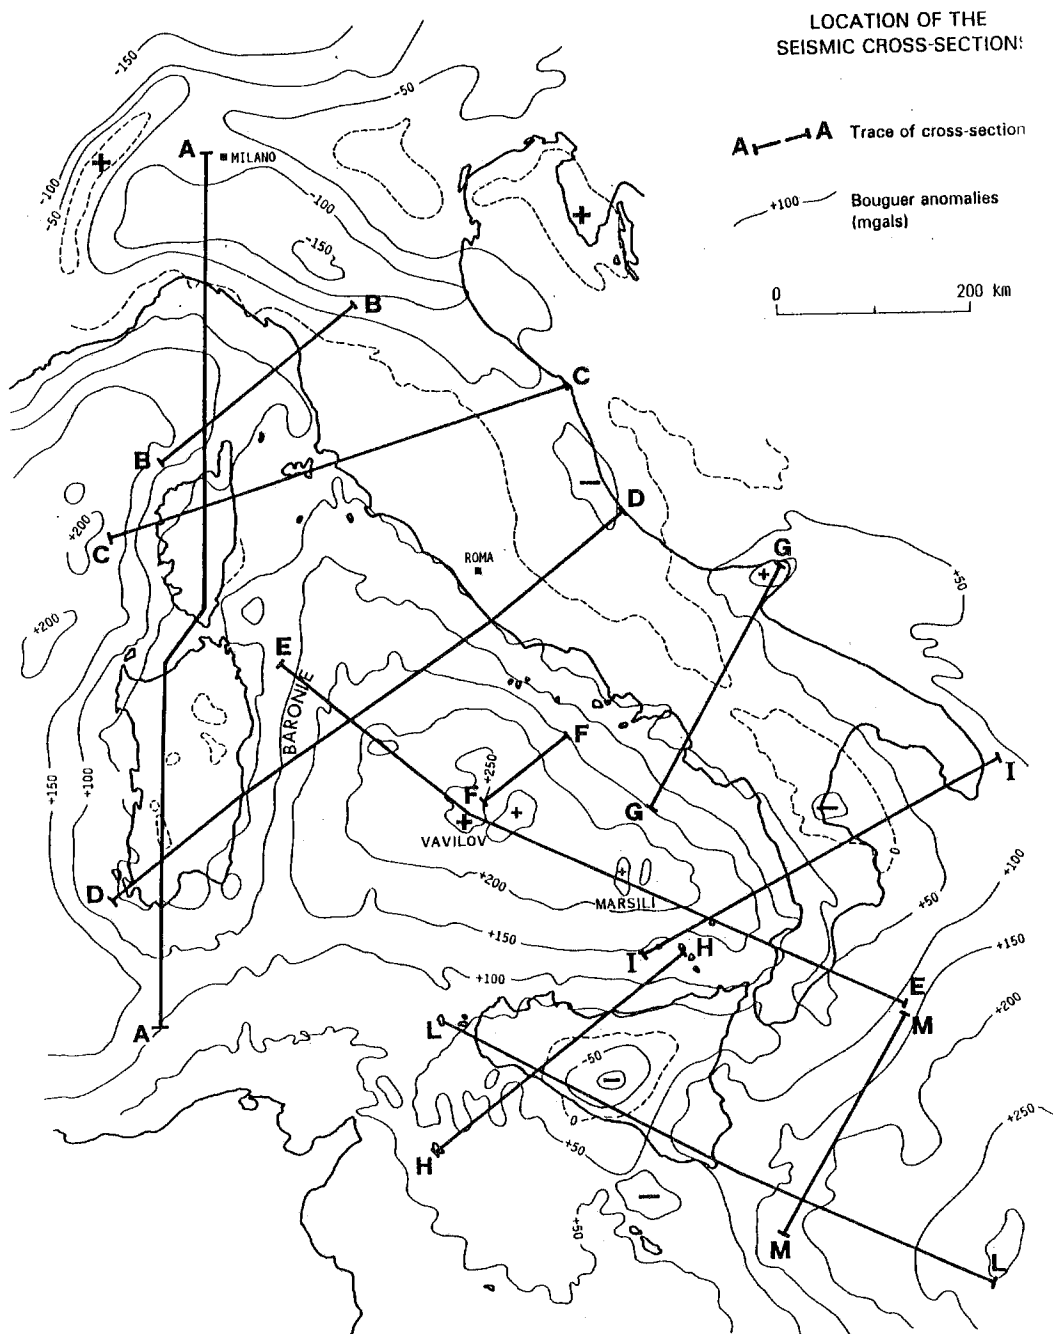 LOCATION OF THE
SEISMIC CROSS-SECTION
A A Trace of cross-section
+100 Bouguer anomalies
(mgals)
0 200 km
-150
-50
A MILANO
+
-100
-50
-100
-150
+
B
C
B
+200
C
-
D
ROMA
G
+
+50
+200
E
BARONIE
F
+250
F
+
+
VAVILOV
G
I
-
0
+150
+100
+100
+50
+200
+
MARSILI
D
+150
I
H
+150
+100
E
+200
A
L
M
-50
-
0
+250
+50
H
-
+50
M
L